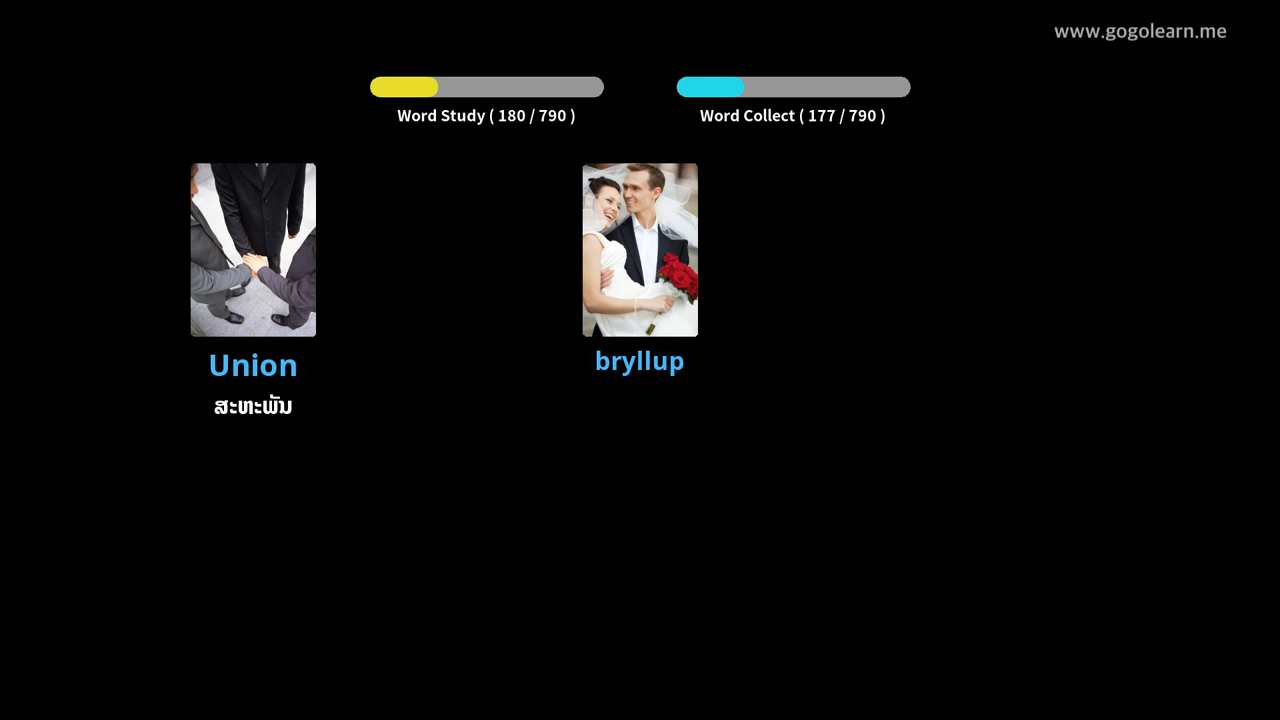 www.gogolearn.me
Word Study ( 180 / 790 )
Word Collect ( 177 / 790 )
Union
ສະຫະພັນ
bryllup